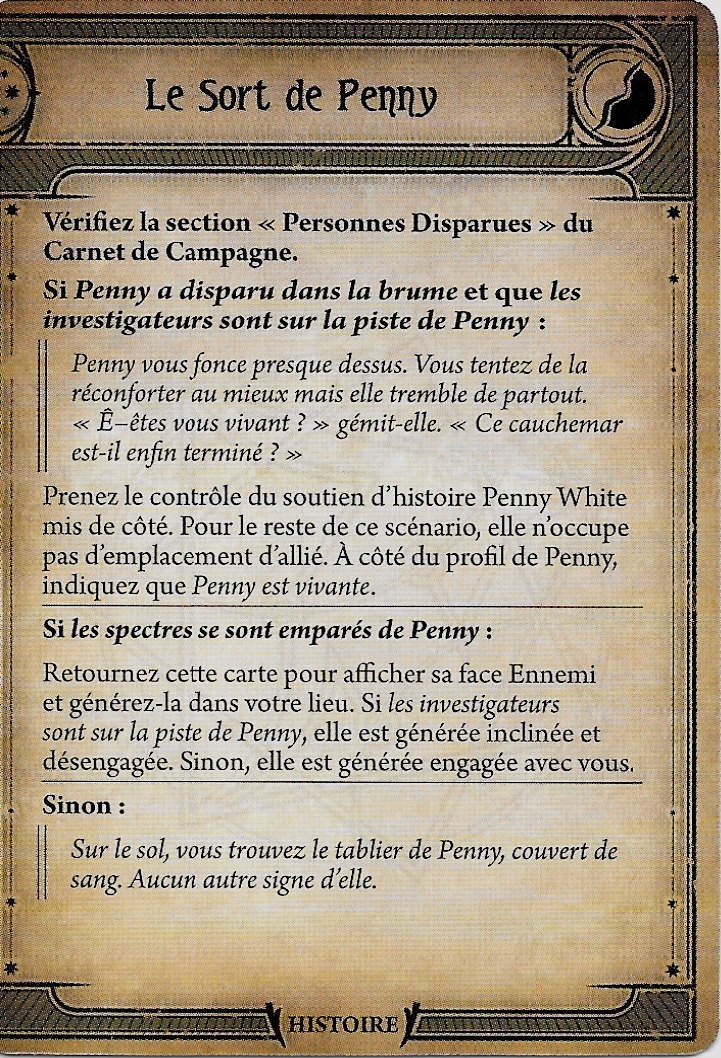 Le Sort de Penny
Vérifiez la section « Personnes Disparues » du
Carnet de Campagne.
Si Penny a disparu dans la brume et que les
investigateurs sont sur la piste de Penny :
Penny vous fonce presque dessus. Vous tentez de la
réconforter au mieux mais elle tremble de partout.
« Ê–êtes vous vivant ? » gémit-elle. « Ce cauchemar
est-il enfin terminé ? »
Prenez le contrôle du soutien d'histoire Penny White
mis de côté. Pour le reste de ce scénario, elle n'occupe
pas d'emplacement d'allié. À côté du profil de Penny,
indiquez que Penny est vivante.
Si les spectres se sont emparés de Penny :
Retournez cette carte pour afficher sa face Ennemi
et générez-la dans votre lieu. Si les investigateurs
sont sur la piste de Penny, elle est générée inclinée et
désengagée. Sinon, elle est générée engagée avec vous.
Sinon :
Sur le sol, vous trouvez le tablier de Penny, couvert de
sang. Aucun autre signe d'elle.
HISTOIRE